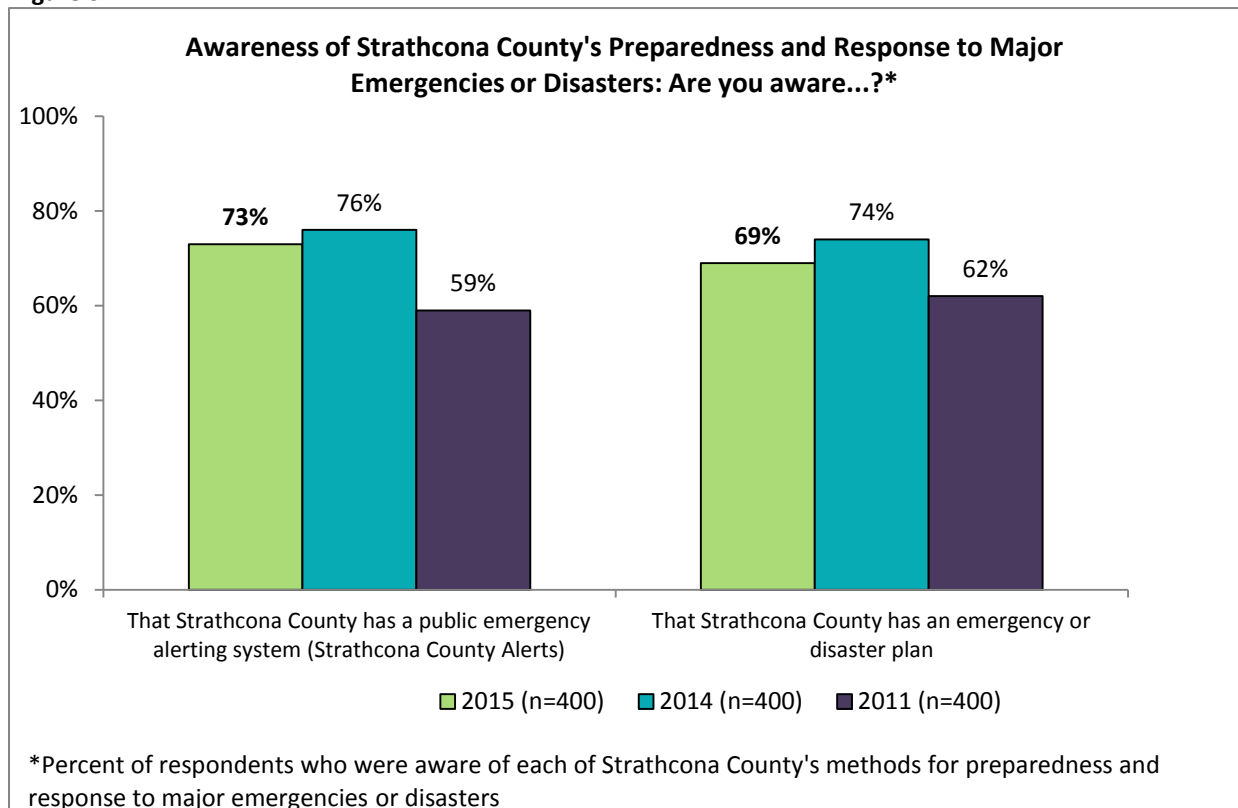 Awareness of Strathcona County's Preparedness and Response to Major
Emergencies or Disasters: Are you aware...?*
100%
80%
60%
40%
20%
0%
73%
76%
59%
69%
74%
62%
That Strathcona County has a public emergency
alerting system (Strathcona County Alerts)
That Strathcona County has an emergency or
disaster plan
2015 (n=400) 2014 (n=400) 2011 (n=400)
*Percent of respondents who were aware of each of Strathcona County's methods for preparedness and
response to major emergencies or disasters